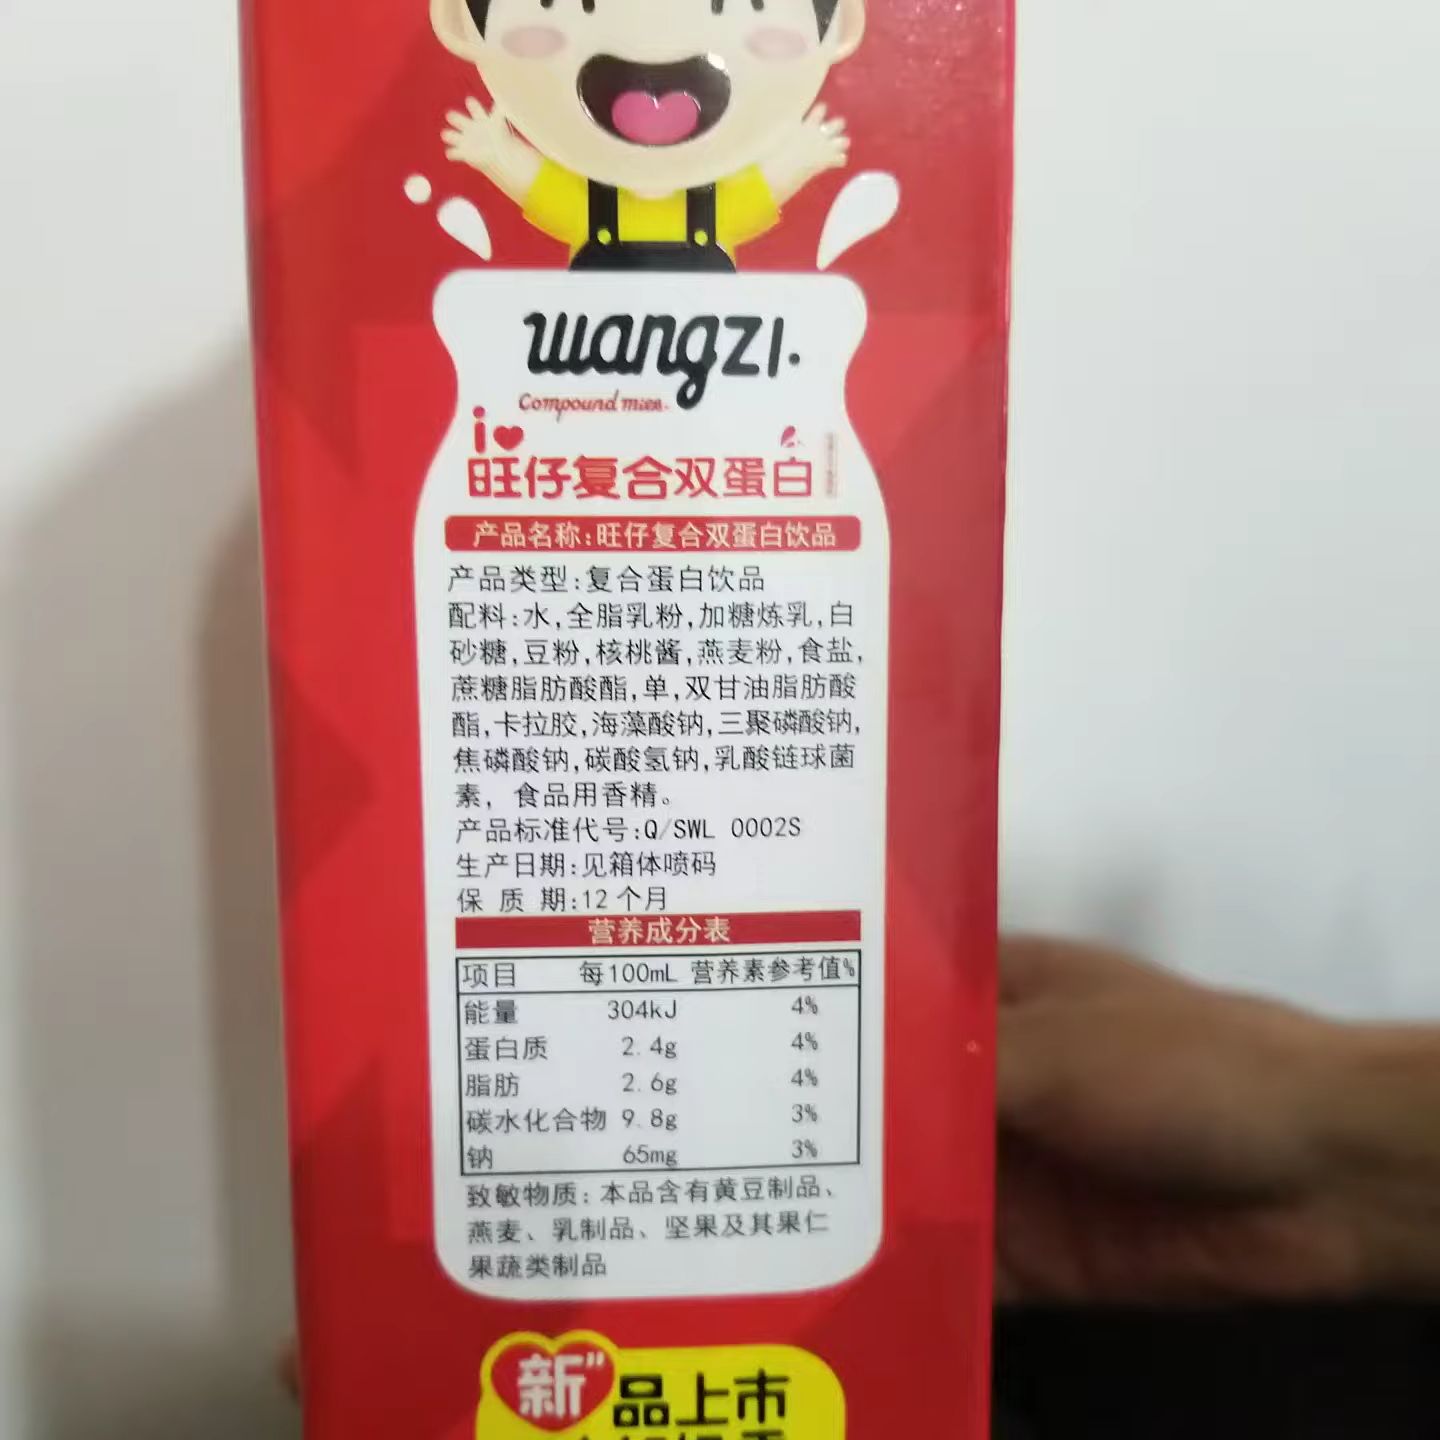 wangzi.
Compound miex.
i
旺仔复合双蛋白
产品名称:旺仔复合双蛋白饮品
产品类型:复合蛋白饮品
配料:水,全脂乳粉,加糖炼乳,白
砂糖,豆粉,核桃酱,燕麦粉,食盐,
蔗糖脂肪酸酯,单,双甘油脂肪酸
酯,卡拉胶,海藻酸钠,三聚磷酸钠,
焦磷酸钠,碳酸氢钠,乳酸链球菌
素, 食品用香精。
产品标准代号:Q/SWL 0002S
生产日期:见箱体喷码
保 质 期:12个月
营养成分表
项目 每100mL 营养素参考值%
能量 304kJ 4%
蛋白质 2.4g 4%
脂肪 2.6g 4%
碳水化合物 9.8g 3%
钠 65mg 3%
致敏物质: 本品含有黄豆制品、
燕麦、乳制品、坚果及其果仁
果蔬类制品
新"品上市